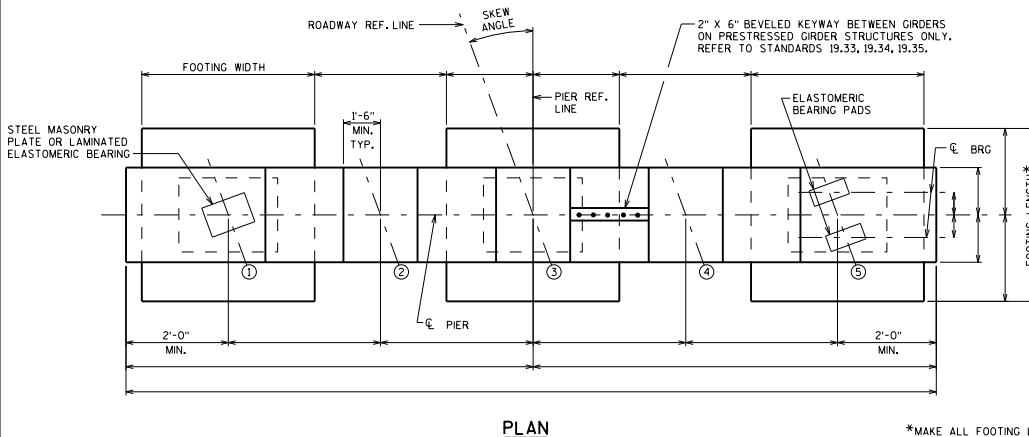 ROADWAY REF. LINE
SKEW
ANGLE
2" X 6" BEVELED KEYWAY BETWEEN GIRDERS
ON PRESTRESSED GIRDER STRUCTURES ONLY.
REFER TO STANDARDS 19.33, 19.34, 19.35.
FOOTING WIDTH
PIER REF.
LINE
ELASTOMERIC
BEARING PADS
STEEL MASONRY
PLATE OR LAMINATED
ELASTOMERIC BEARING
1'-6"
MIN.
TYP.
℄ BRG
FOOTING LENGTH*
1
2
3
4
5
℄ PIER
2'-0"
MIN.
2'-0"
MIN.
PLAN
*MAKE ALL FOOTING